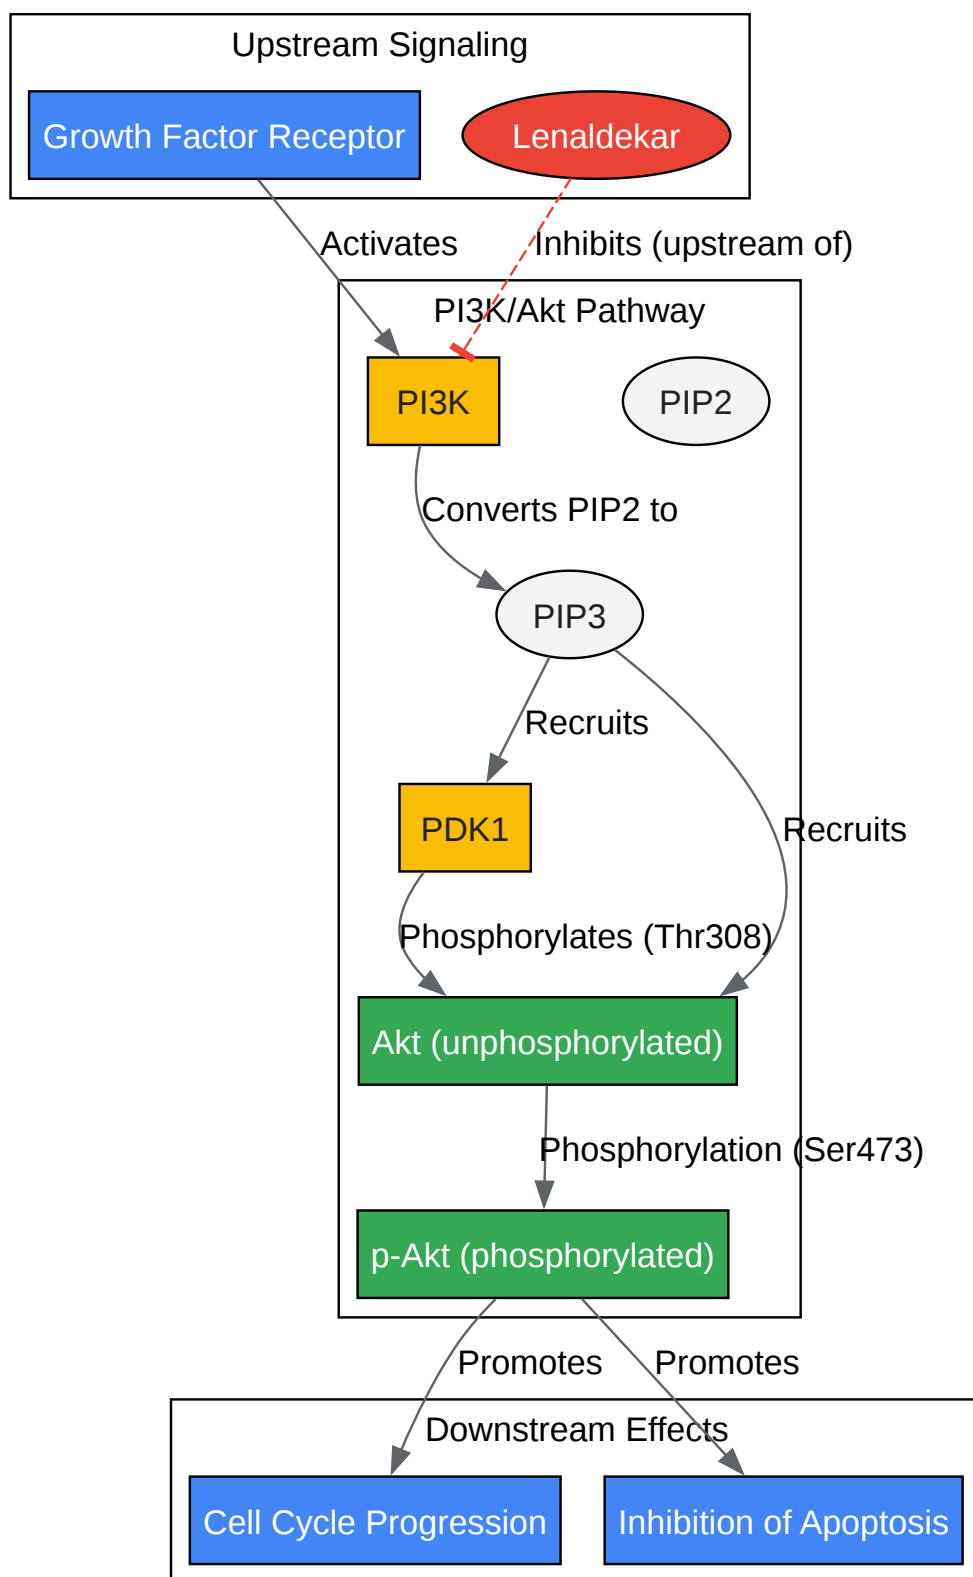 Upstream Signaling
Growth Factor Receptor
Lenaldekar
Activates
Inhibits (upstream of)
PI3K/Akt Pathway
PI3K
PIP2
Converts PIP2 to
PIP3
Recruits
PDK1
Recruits
Phosphorylates (Thr308)
Akt (unphosphorylated)
Phosphorylation (Ser473)
p-Akt (phosphorylated)
Promotes
Promotes
Downstream Effects
Cell Cycle Progression
Inhibition of Apoptosis